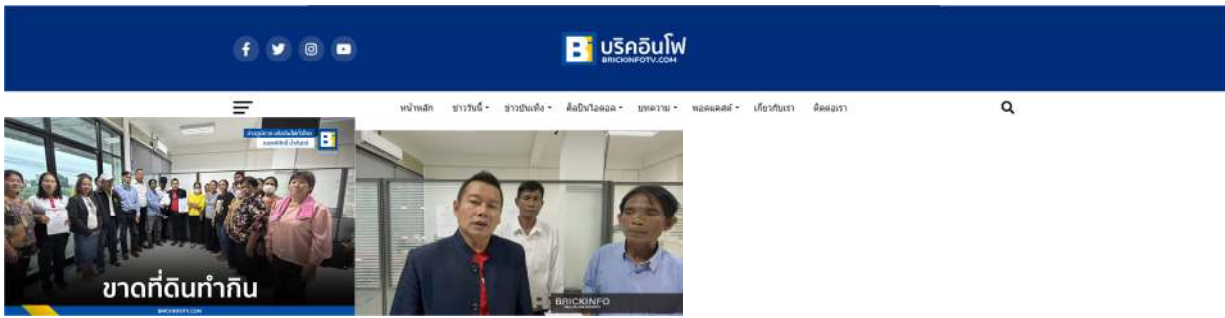 บริคอินโฟ
BRICKINFOTV.COM
หน้าหลัก ข่าววันนี้ ข่าวบันเทิง ศิลปินไอดอล บทความ พอดแคสต์ เกี่ยวกับเรา ติดต่อเรา
ขาดที่ดินทำกิน
BRICKINFOTV.COM
BRICKINFO